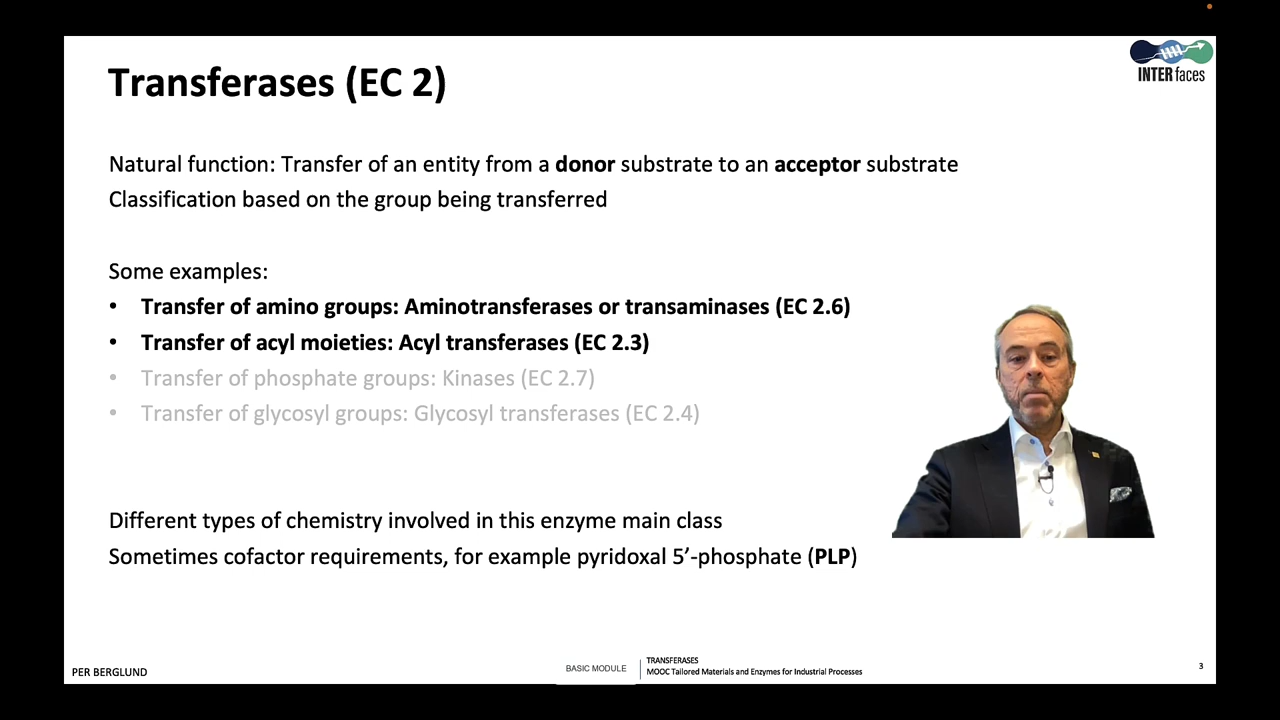 Transferases (EC 2)
INTERfaces
Natural function: Transfer of an entity from a donor substrate to an acceptor substrate
Classification based on the group being transferred
Some examples:
• Transfer of amino groups: Aminotransferases or transaminases (EC 2.6)
• Transfer of acyl moieties: Acyl transferases (EC 2.3)
• Transfer of phosphate groups: Kinases (EC 2.7)
• Transfer of glycosyl groups: Glycosyl transferases (EC 2.4)
Different types of chemistry involved in this enzyme main class
Sometimes cofactor requirements, for example pyridoxal 5′-phosphate (PLP)
PER BERGLUND
BASIC MODULE
TRANSFERASES
MOOC Tailored Materials and Enzymes for Industrial Processes
3